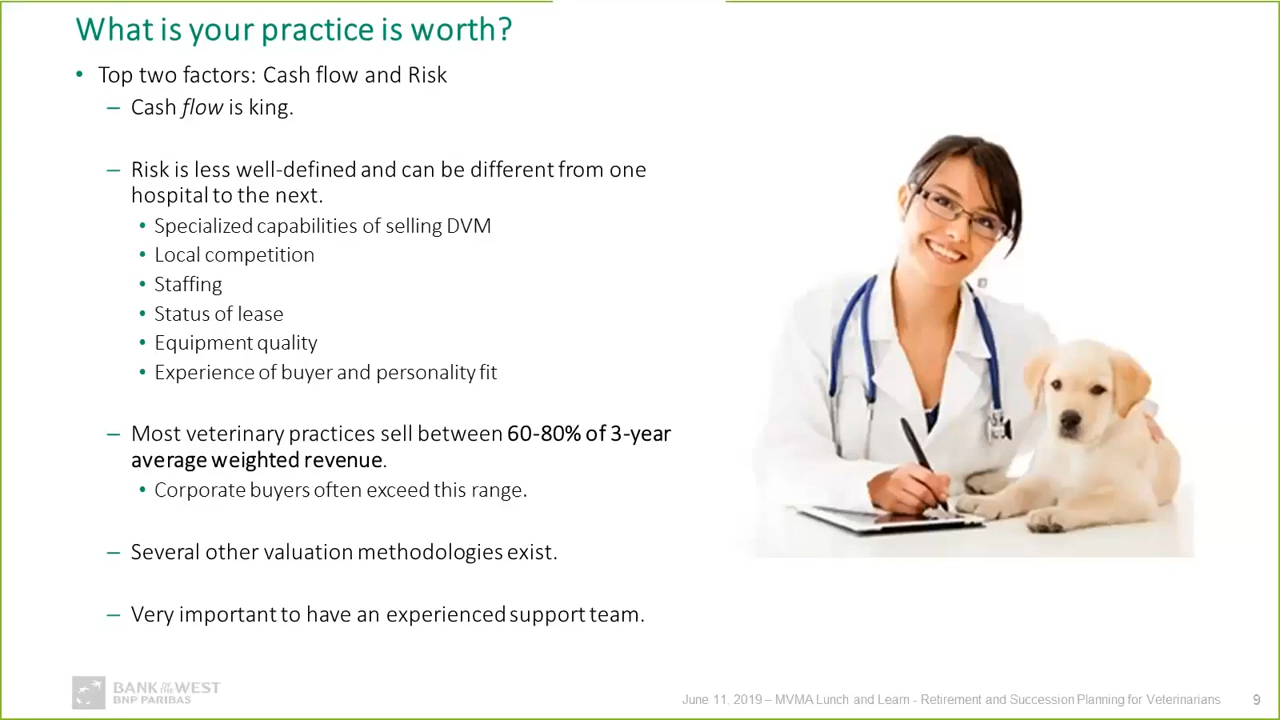 What is your practice is worth?
• Top two factors: Cash flow and Risk
– Cash flow is king.
– Risk is less well-defined and can be different from one
hospital to the next.
• Specialized capabilities of selling DVM
• Local competition
• Staffing
• Status of lease
• Equipment quality
• Experience of buyer and personality fit
– Most veterinary practices sell between 60-80% of 3-year
average weighted revenue.
• Corporate buyers often exceed this range.
– Several other valuation methodologies exist.
– Very important to have an experienced support team.
BANK OF THE WEST
BNP PARIBAS
June 11, 2019 – MVMA Lunch and Learn - Retirement and Succession Planning for Veterinarians 9